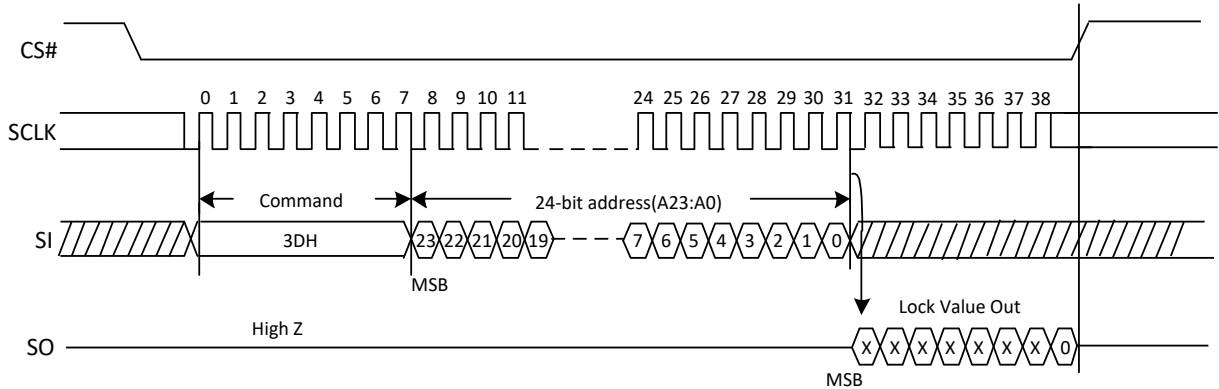 CS#
0 1 2 3 4 5 6 7 8 9 10 11 24 25 26 27 28 29 30 31 32 33 34 35 36 37 38
SCLK
Command 24-bit address(A23:A0)
SI 3DH 23 22 21 20 19 7 6 5 4 3 2 1 0
MSB
High Z Lock Value Out
SO X X X X X X X 0
MSB